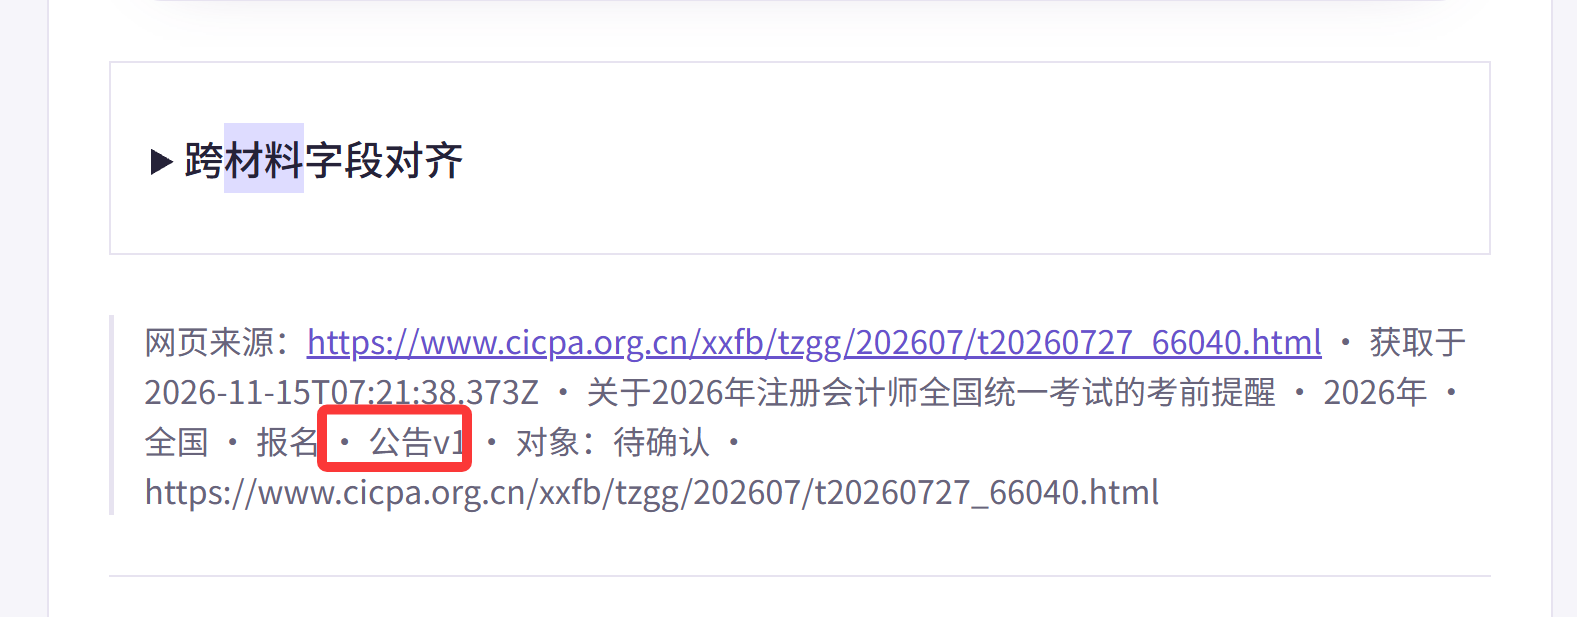 ▶ 跨材料字段对齐
网页来源：https://www.cicpa.org.cn/xxfb/tzgg/202607/t20260727_66040.html · 获取于
2026-11-15T07:21:38.373Z · 关于2026年注册会计师全国统一考试的考前提醒 · 2026年 ·
全国 · 报名 · 公告v1 · 对象：待确认 ·
https://www.cicpa.org.cn/xxfb/tzgg/202607/t20260727_66040.html